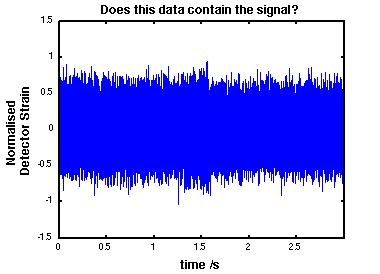 Does this data contain the signal?
1.5
1
0.5
0
-0.5
-1
-1.5
Normalised
Detector Strain
0 0.5 1 1.5 2 2.5
time /s